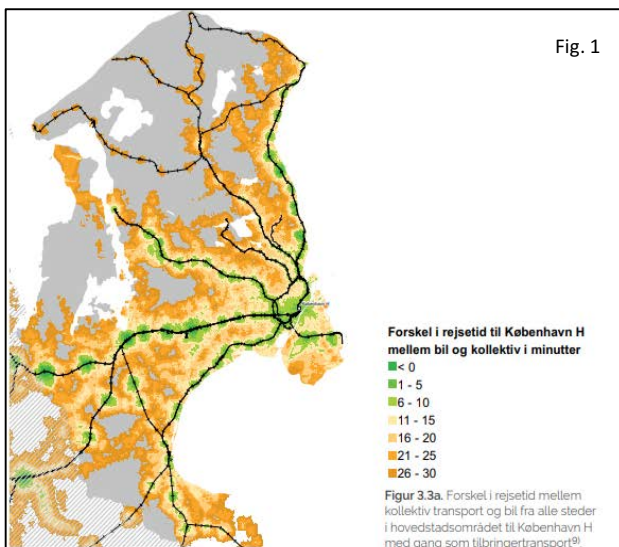 Fig. 1
København H
Forskel i rejsetid til København H
mellem bil og kollektiv i minutter
< 0
1 - 5
6 - 10
11 - 15
16 - 20
21 - 25
26 - 30
Figur 3.3a. Forskel i rejsetid mellem
kollektiv transport og bil fra alle steder
i hovedstadsområdet til København H
med gang som tilbringertransport⁹⁾.